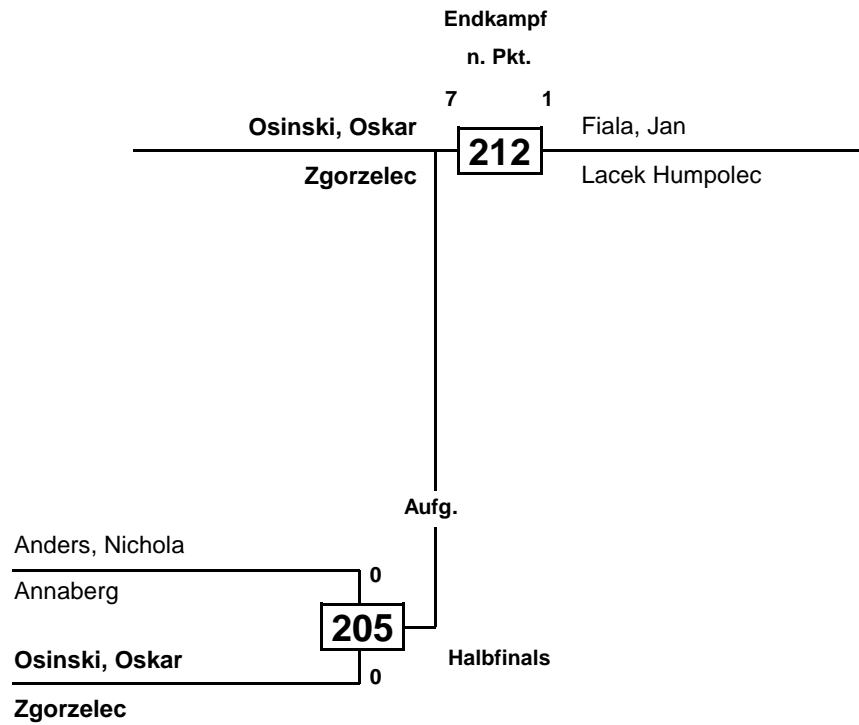 Endkampf
n. Pkt.
7 1
Osinski, Oskar 212 Fiala, Jan
Zgorzelec Lacek Humpolec
Aufg.
Anders, Nichola
0
Annaberg
205
Osinski, Oskar Halbfinals
0
Zgorzelec